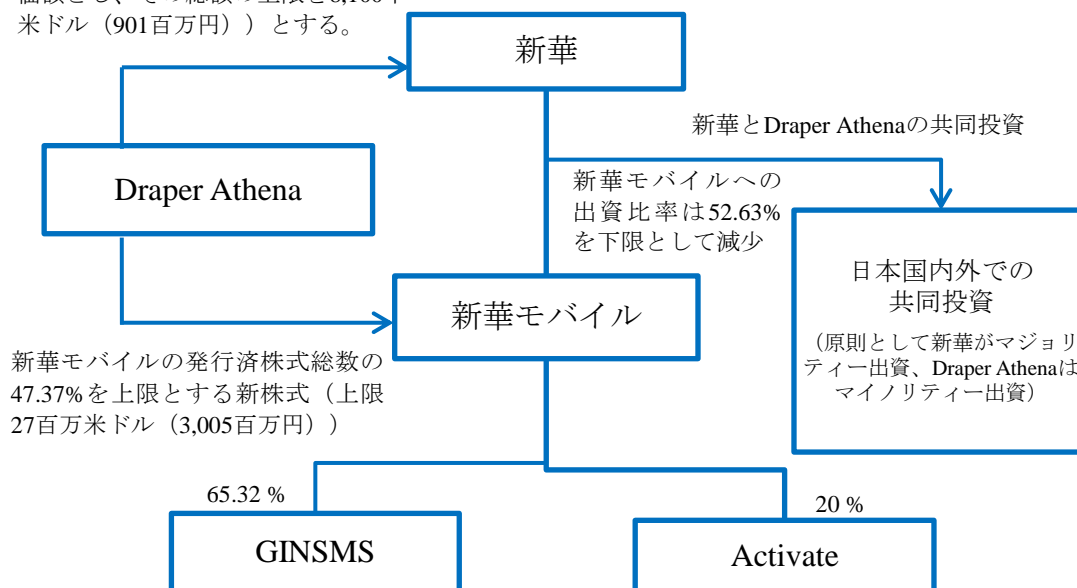 米ドル（901百万円））とする。
新華
新華とDraper Athenaの共同投資
Draper Athena
新華モバイルへの
出資比率は52.63%
を下限として減少
日本国内外での
共同投資
（原則として新華がマジョリ
ティー出資、Draper Athenaは
マイノリティー出資）
新華モバイル
新華モバイルの発行済株式総数の
47.37%を上限とする新株式（上限
27百万米ドル（3,005百万円））
65.32 %
20 %
GINSMS
Activate